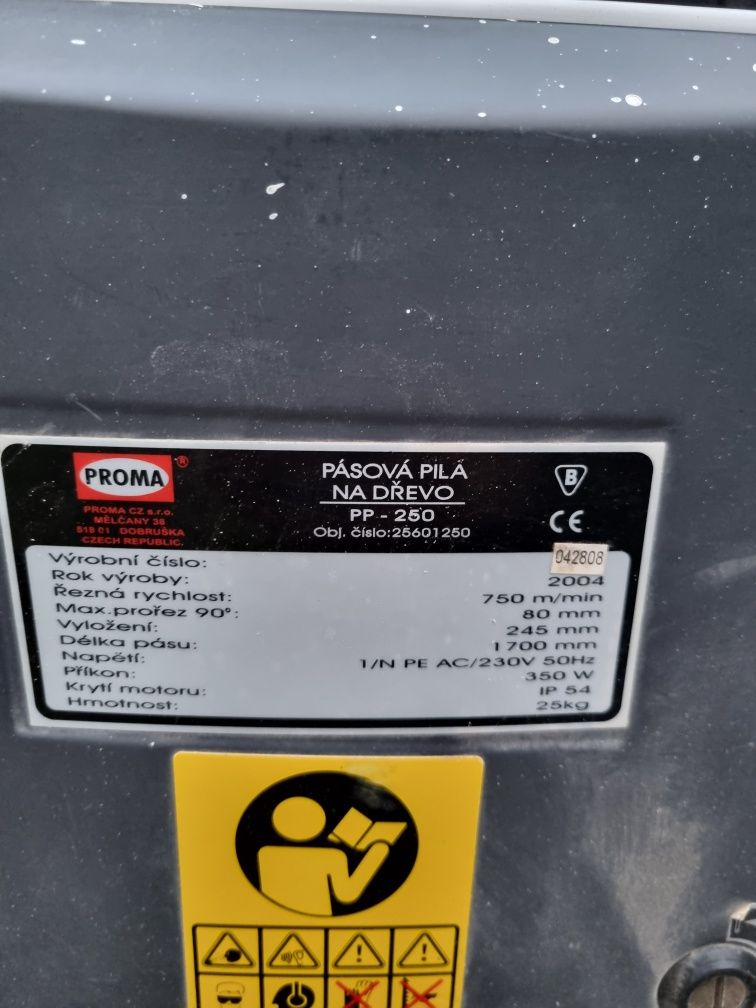 PROMA®
PROMA CZ s.r.o.
MĚLČANY 38
518 01 DOBRUŠKA
CZECH REPUBLIC.
PÁSOVÁ PILA
NA DŘEVO
PP - 250
Obj. číslo:25601250
B
CE
Výrobní číslo: 042808
Rok výroby: 2004
Řezná rychlost: 750 m/min
Max.prořez 90°: 80 mm
Vyložení: 245 mm
Délka pásu: 1700 mm
Napětí: 1/N PE AC/230V 50Hz
Příkon: 350 W
Krytí motoru: IP 54
Hmotnost: 25kg